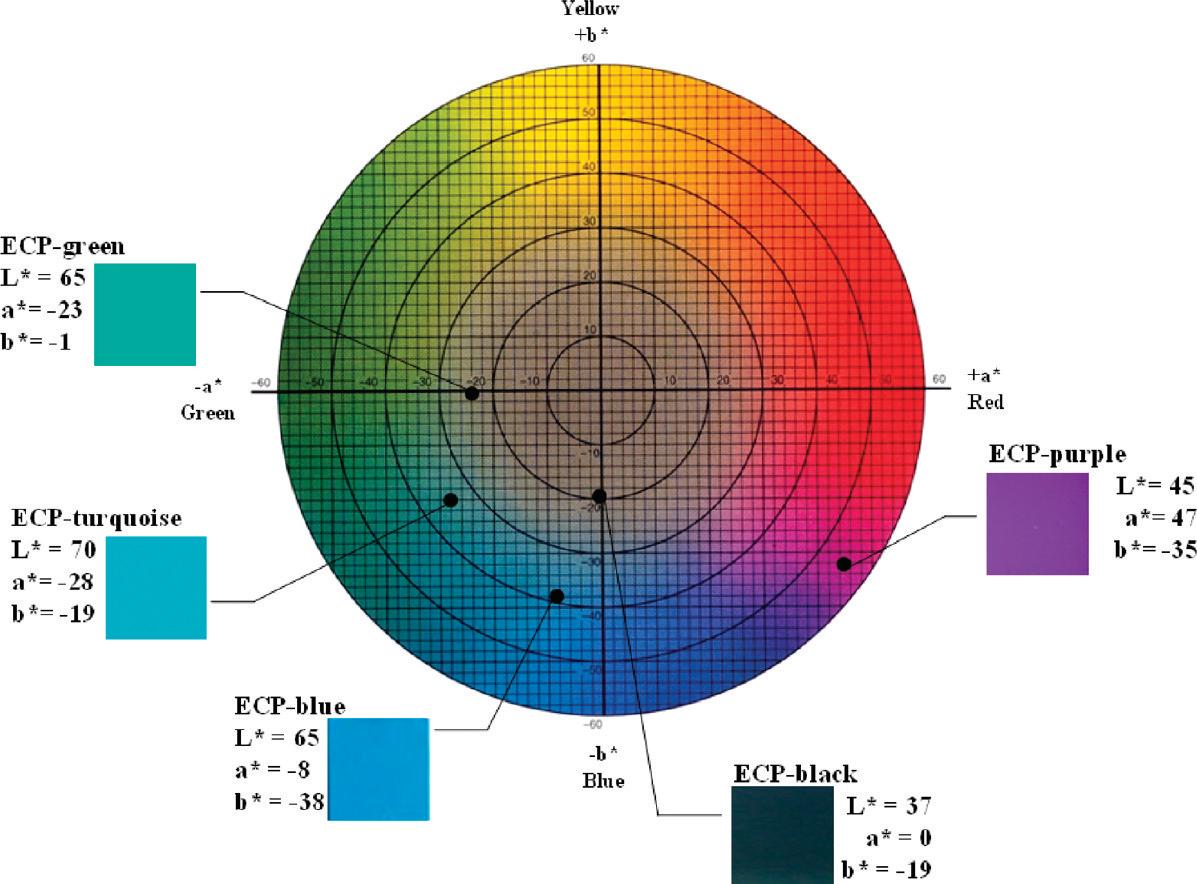 Yellow
+b*
60
50
40
30
20
10
ECP-green
L* = 65
a*= -23
b*= -1
-a*
Green
-60 -50 -40 -30 -20 -10 10 20 30 40 50 60
+a*
Red
-10
-20
-30
-40
-50
-60
-b*
Blue
ECP-purple
L*= 45
a*= 47
b*= -35
ECP-turquoise
L* = 70
a*= -28
b*= -19
ECP-blue
L* = 65
a* = -8
b* = -38
ECP-black
L* = 37
a* = 0
b* = -19